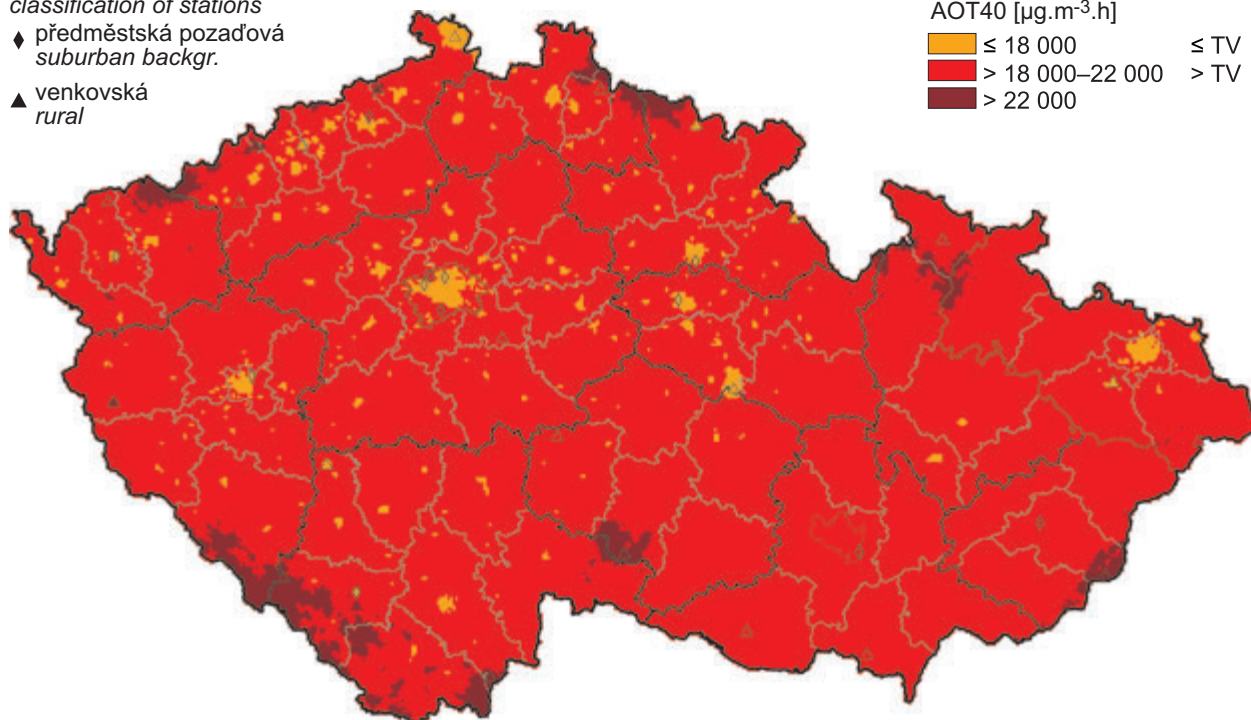 classification of stations
předměstská pozaďová
suburban backgr.
venkovská
rural
AOT40 [µg.m-3.h]
≤ 18 000 ≤ TV
> 18 000–22 000 > TV
> 22 000